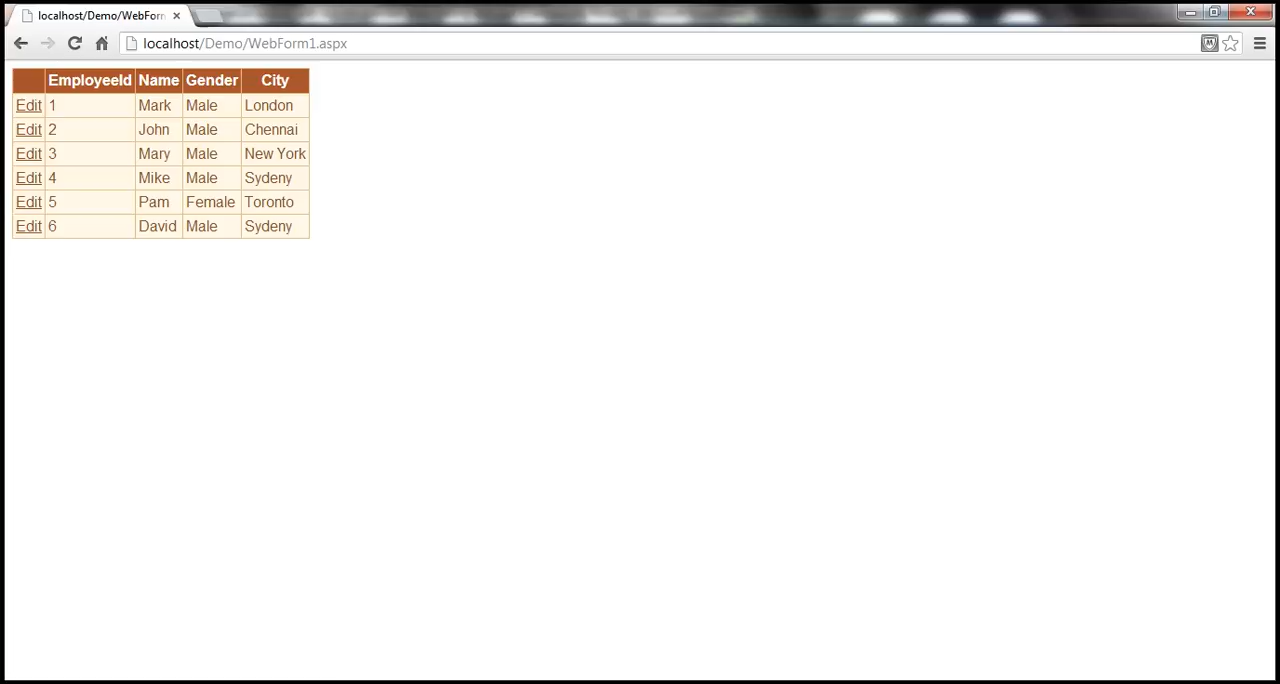 localhost/Demo/WebForm
localhost/Demo/WebForm1.aspx
EmployeeId Name Gender City
Edit 1 Mark Male London
Edit 2 John Male Chennai
Edit 3 Mary Male New York
Edit 4 Mike Male Sydeny
Edit 5 Pam Female Toronto
Edit 6 David Male Sydeny